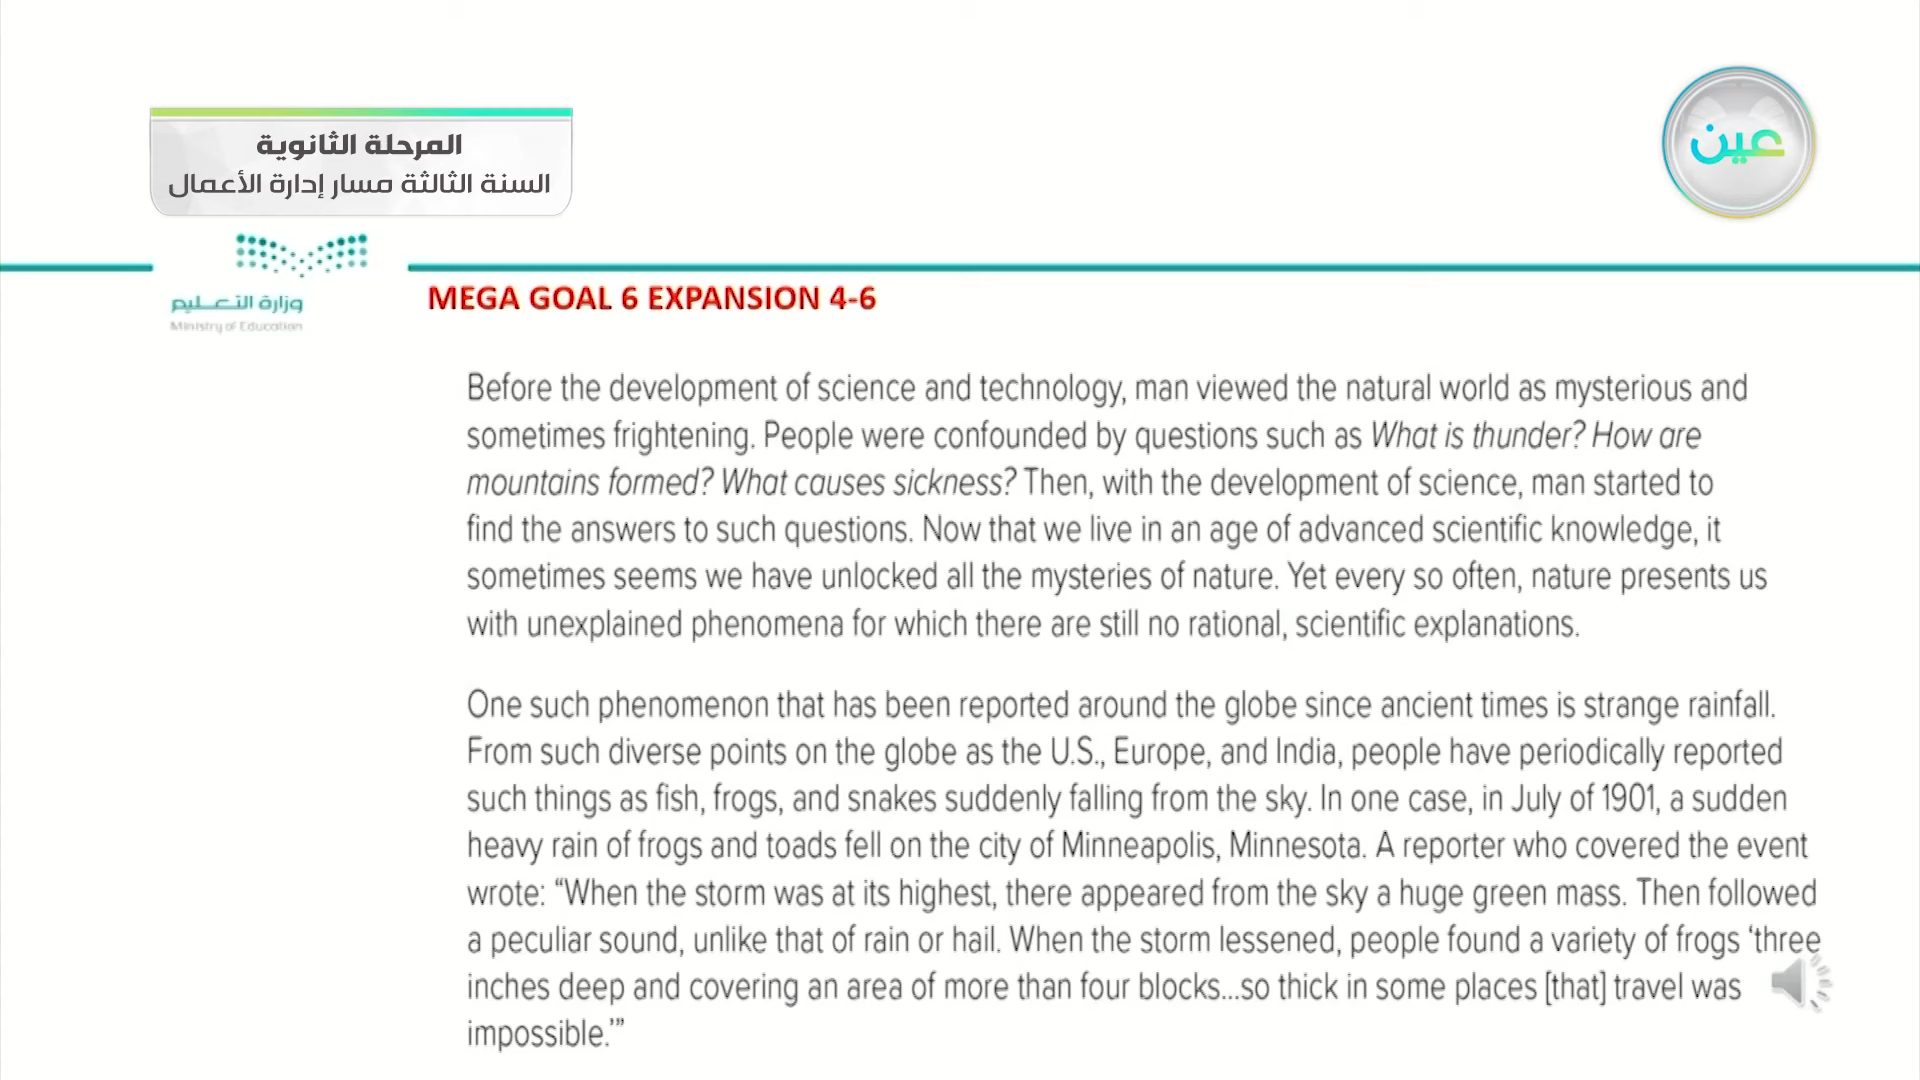 المرحلة الثانوية
السنة الثالثة مسار إدارة الأعمال
عين
وزارة التعليم
Ministry of Education
MEGA GOAL 6 EXPANSION 4-6
Before the development of science and technology, man viewed the natural world as mysterious and
sometimes frightening. People were confounded by questions such as What is thunder? How are
mountains formed? What causes sickness? Then, with the development of science, man started to
find the answers to such questions. Now that we live in an age of advanced scientific knowledge, it
sometimes seems we have unlocked all the mysteries of nature. Yet every so often, nature presents us
with unexplained phenomena for which there are still no rational, scientific explanations.
One such phenomenon that has been reported around the globe since ancient times is strange rainfall.
From such diverse points on the globe as the U.S., Europe, and India, people have periodically reported
such things as fish, frogs, and snakes suddenly falling from the sky. In one case, in July of 1901, a sudden
heavy rain of frogs and toads fell on the city of Minneapolis, Minnesota. A reporter who covered the event
wrote: “When the storm was at its highest, there appeared from the sky a huge green mass. Then followed
a peculiar sound, unlike that of rain or hail. When the storm lessened, people found a variety of frogs ‘three
inches deep and covering an area of more than four blocks...so thick in some places [that] travel was
impossible.’”